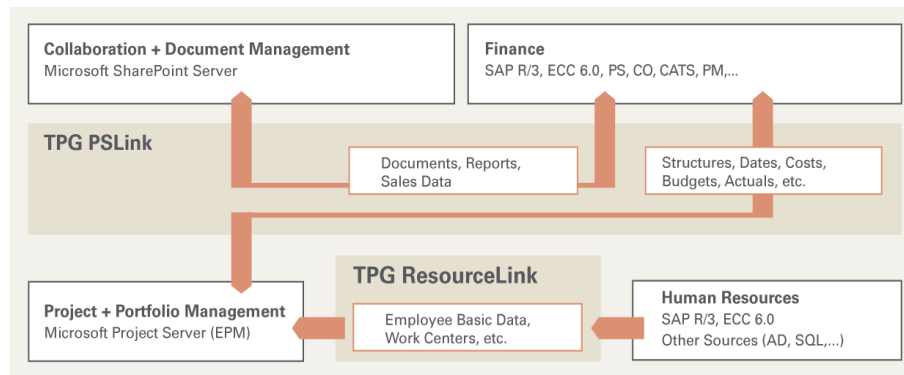 Collaboration + Document Management
Microsoft SharePoint Server
Finance
SAP R/3, ECC 6.0, PS, CO, CATS, PM,...
TPG PSLink
Documents, Reports,
Sales Data
Structures, Dates, Costs,
Budgets, Actuals, etc.
Project + Portfolio Management
Microsoft Project Server (EPM)
TPG ResourceLink
Employee Basic Data,
Work Centers, etc.
Human Resources
SAP R/3, ECC 6.0
Other Sources (AD, SQL,...)